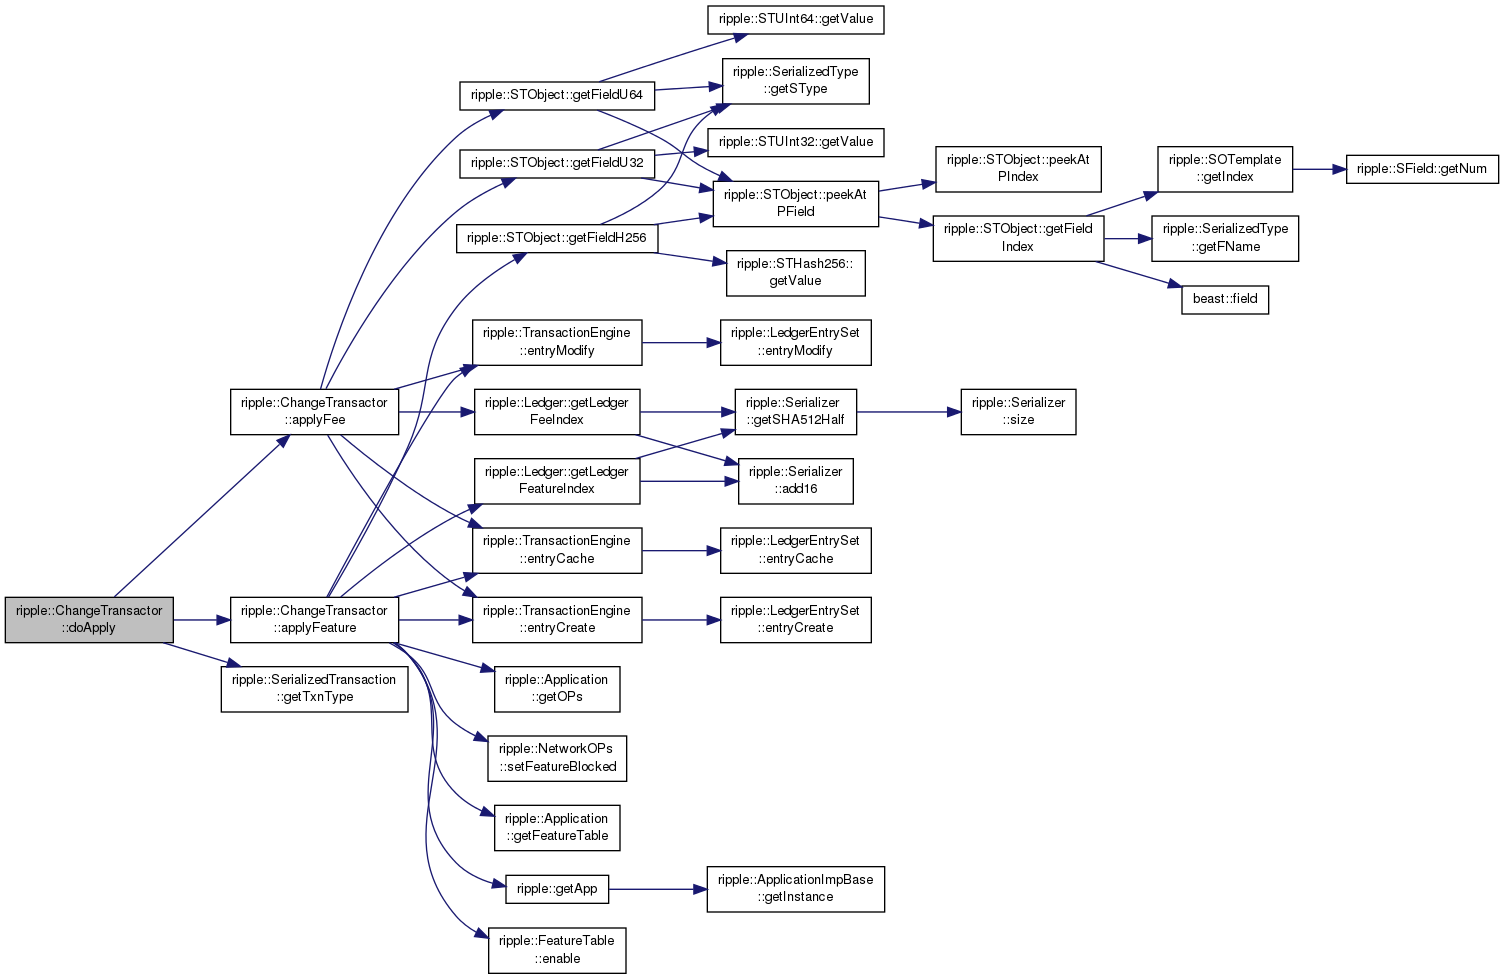 ripple::ChangeTransactor
::doApply
ripple::ChangeTransactor
::applyFee
ripple::ChangeTransactor
::applyFeature
ripple::SerializedTransaction
::getTxnType
ripple::STObject::getFieldU64
ripple::STObject::getFieldU32
ripple::STObject::getFieldH256
ripple::TransactionEngine
::entryModify
ripple::Ledger::getLedger
FeeIndex
ripple::Ledger::getLedger
FeatureIndex
ripple::TransactionEngine
::entryCache
ripple::TransactionEngine
::entryCreate
ripple::Application
::getOPs
ripple::NetworkOPs
::setFeatureBlocked
ripple::Application
::getFeatureTable
ripple::getApp
ripple::FeatureTable
::enable
ripple::STUInt64::getValue
ripple::SerializedType
::getSType
ripple::STUInt32::getValue
ripple::STObject::peekAt
PField
ripple::STHash256::
getValue
ripple::LedgerEntrySet
::entryModify
ripple::Serializer
::getSHA512Half
ripple::Serializer
::add16
ripple::LedgerEntrySet
::entryCache
ripple::LedgerEntrySet
::entryCreate
ripple::ApplicationImpBase
::getInstance
ripple::STObject::peekAt
PIndex
ripple::STObject::getField
Index
ripple::Serializer
::size
ripple::SOTemplate
::getIndex
ripple::SerializedType
::getFName
beast::field
ripple::SField::getNum